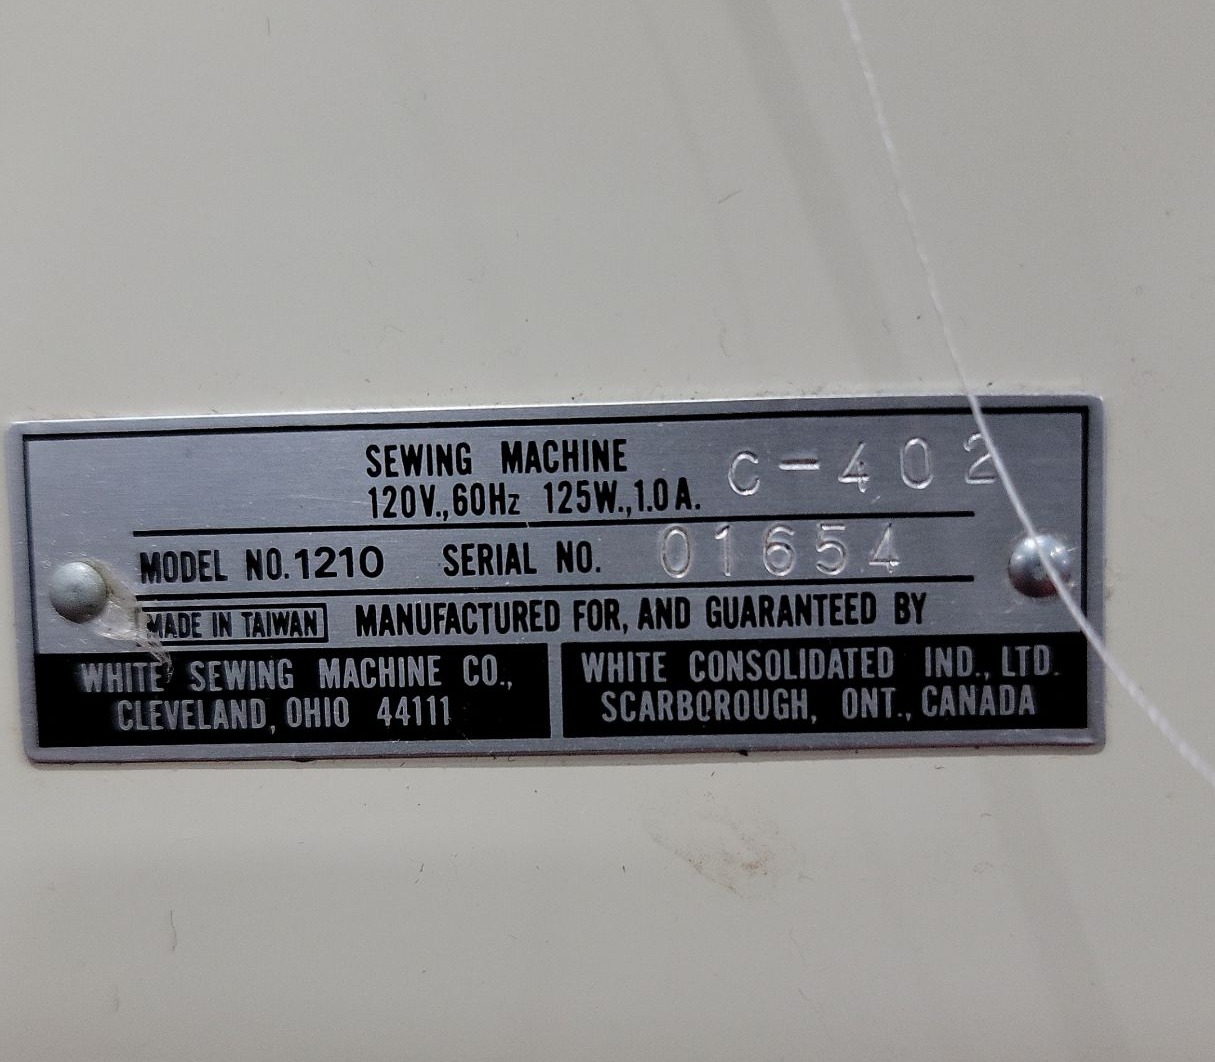 SEWING MACHINE C-402
120V., 60Hz 125W., 1.0A.
MODEL NO. 1210 SERIAL NO. 01654
MADE IN TAIWAN MANUFACTURED FOR, AND GUARANTEED BY
WHITE SEWING MACHINE CO.,
CLEVELAND, OHIO 44111
WHITE CONSOLIDATED IND., LTD.
SCARBOROUGH, ONT., CANADA